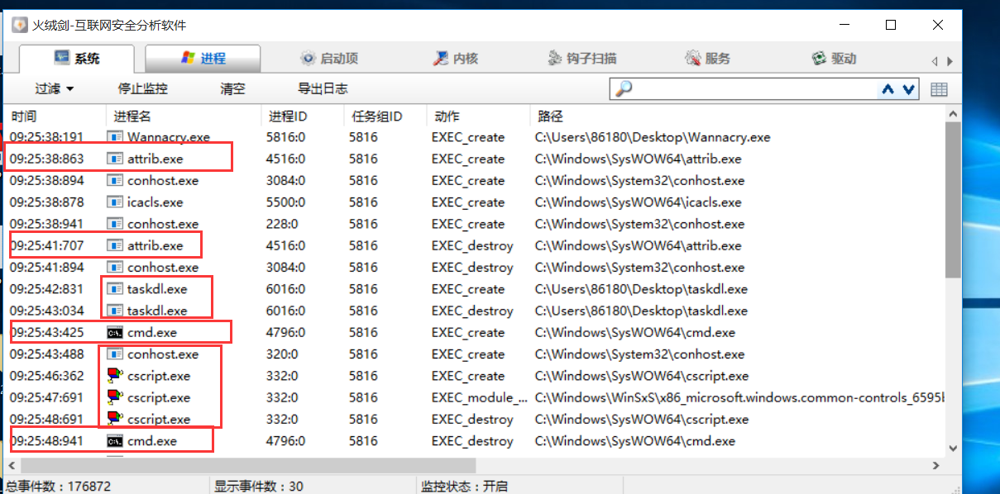 火绒剑-互联网安全分析软件
系统 进程 启动项 内核 钩子扫描 服务 驱动
过滤 停止监控 清空 导出日志
时间 进程名 进程ID 任务组ID 动作 路径
09:25:38:191 Wannacry.exe 5816:0 5816 EXEC_create C:\Users\86180\Desktop\Wannacry.exe
09:25:38:863 attrib.exe 4516:0 5816 EXEC_create C:\Windows\SysWOW64\attrib.exe
09:25:38:894 conhost.exe 3084:0 5816 EXEC_create C:\Windows\System32\conhost.exe
09:25:38:878 icacls.exe 5500:0 5816 EXEC_create C:\Windows\SysWOW64\icacls.exe
09:25:38:941 conhost.exe 228:0 5816 EXEC_create C:\Windows\System32\conhost.exe
09:25:41:707 attrib.exe 4516:0 5816 EXEC_destroy C:\Windows\SysWOW64\attrib.exe
09:25:41:894 conhost.exe 3084:0 5816 EXEC_destroy C:\Windows\System32\conhost.exe
09:25:42:831 taskdl.exe 6016:0 5816 EXEC_create C:\Users\86180\Desktop\taskdl.exe
09:25:43:034 taskdl.exe 6016:0 5816 EXEC_destroy C:\Users\86180\Desktop\taskdl.exe
09:25:43:425 cmd.exe 4796:0 5816 EXEC_create C:\Windows\SysWOW64\cmd.exe
09:25:43:488 conhost.exe 320:0 5816 EXEC_create C:\Windows\System32\conhost.exe
09:25:46:362 cscript.exe 332:0 5816 EXEC_create C:\Windows\SysWOW64\cscript.exe
09:25:47:691 cscript.exe 332:0 5816 EXEC_module_... C:\Windows\WinSxS\x86_microsoft.windows.common-controls_6595b
09:25:48:691 cscript.exe 332:0 5816 EXEC_destroy C:\Windows\SysWOW64\cscript.exe
09:25:48:941 cmd.exe 4796:0 5816 EXEC_destroy C:\Windows\SysWOW64\cmd.exe
总事件数：176872 显示事件数：30 监控状态：开启